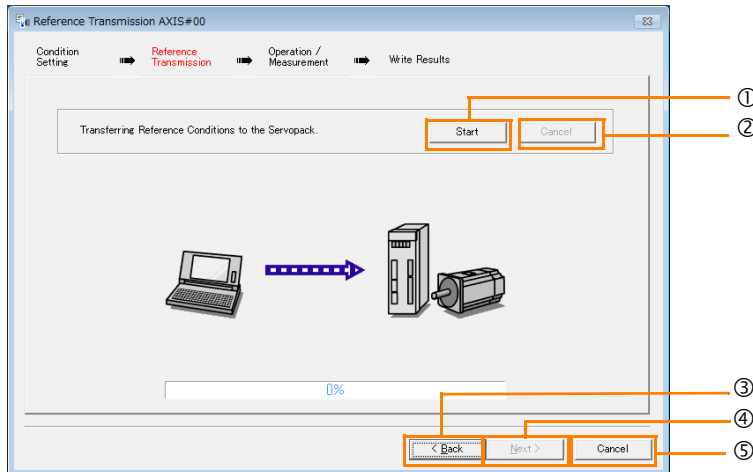 Reference Transmission AXIS#00
Condition
Setting
Reference
Transmission
Operation /
Measurement
Write Results
Transferring Reference Conditions to the Servopack.
Start
Cancel
①
②
0%
③
④
⑤
< Back
Next >
Cancel